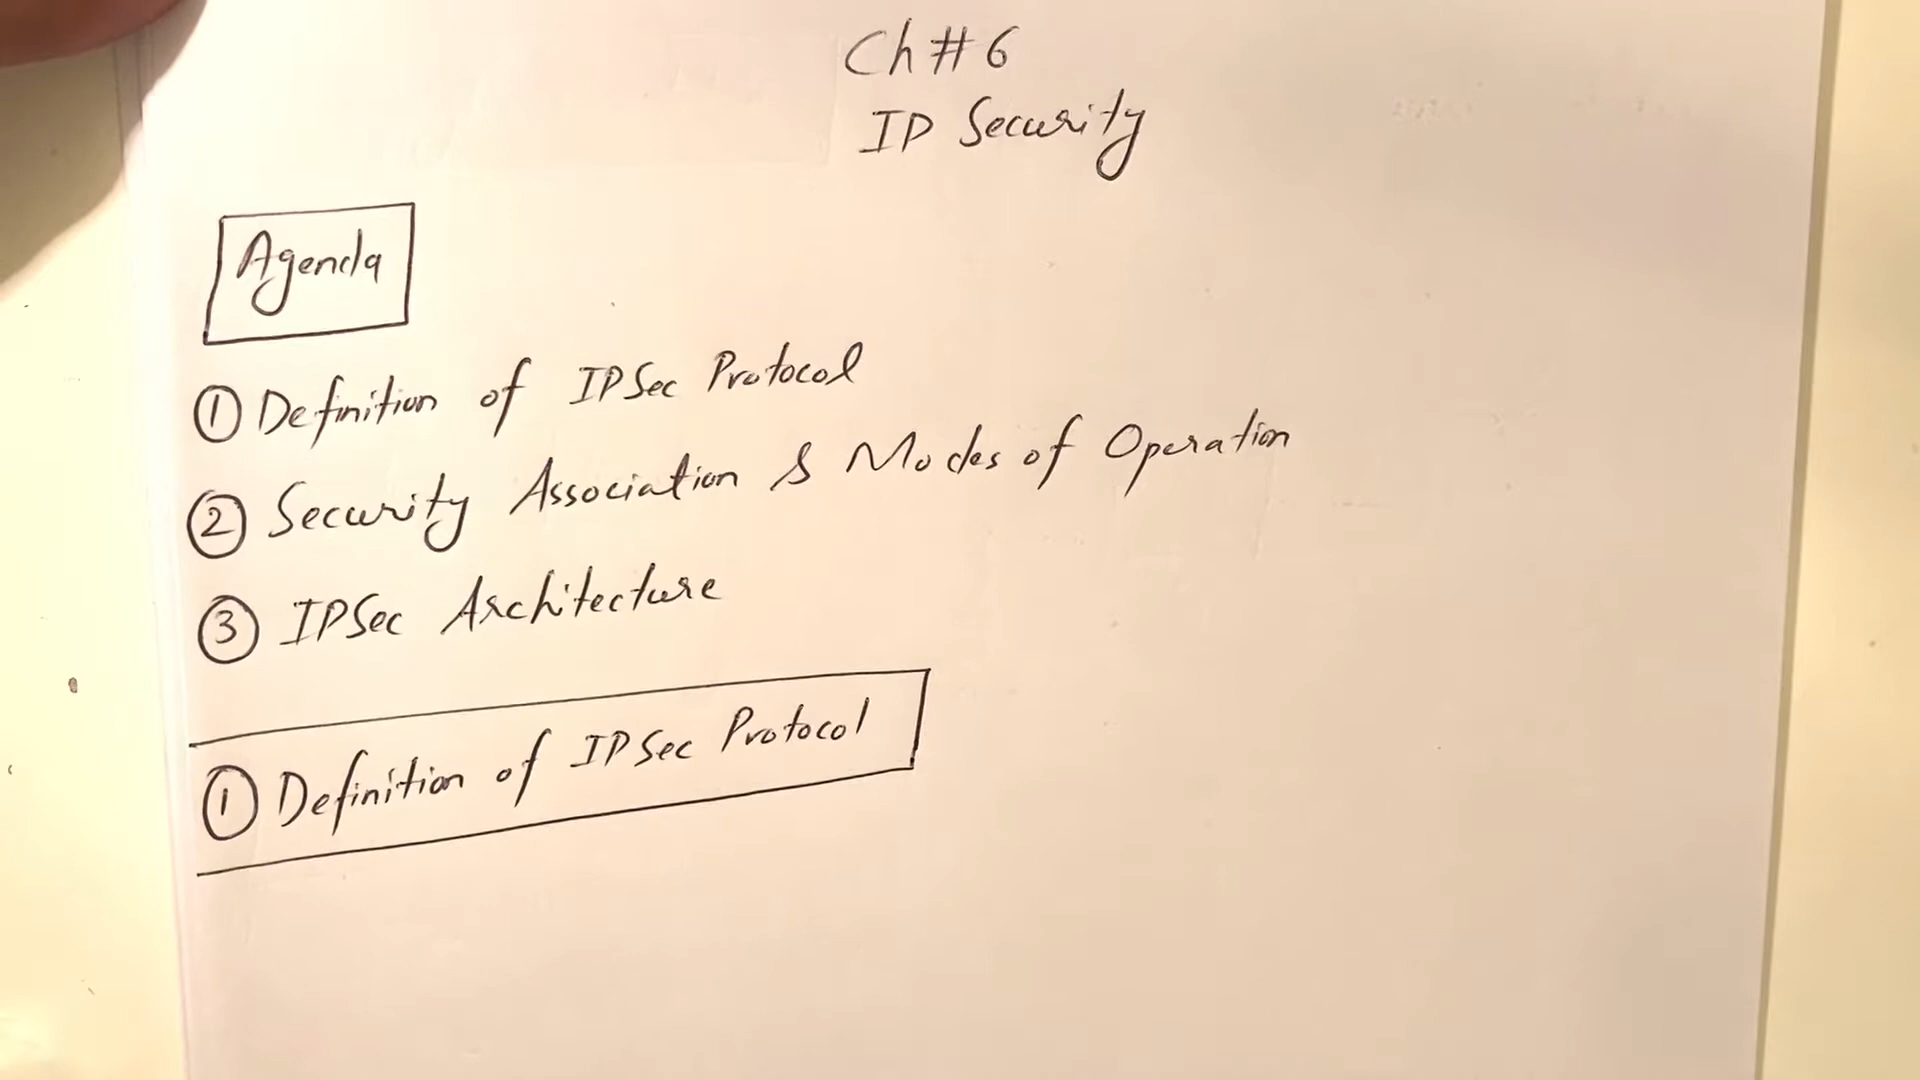 Ch # 6
IP Security
Agenda
① Definition of IPSec Protocol
② Security Association & Modes of Operation
③ IPSec Architecture
① Definition of IPSec Protocol